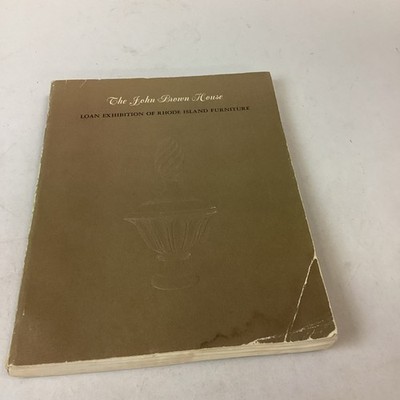 The John Brown House
LOAN EXHIBITION OF RHODE ISLAND FURNITURE